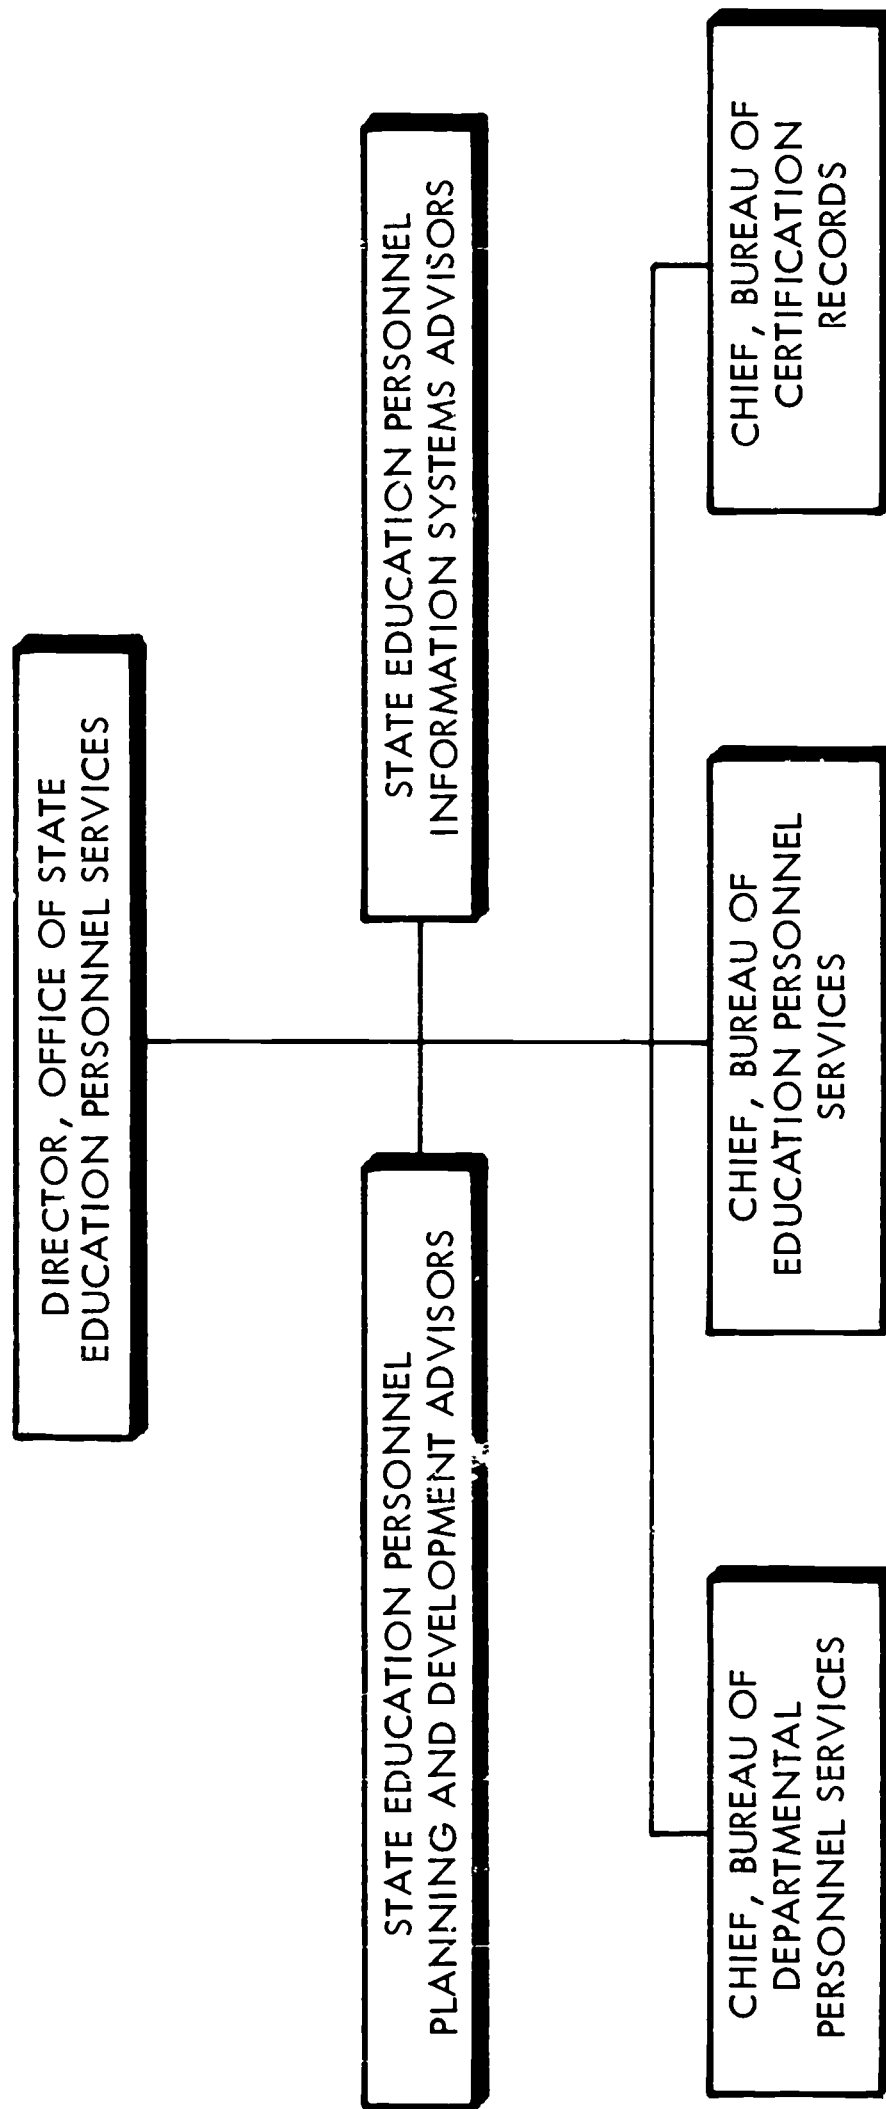 DIRECTOR, OFFICE OF STATE
EDUCATION PERSONNEL SERVICES
STATE EDUCATION PERSONNEL
PLANNING AND DEVELOPMENT ADVISORS
STATE EDUCATION PERSONNEL
INFORMATION SYSTEMS ADVISORS
CHIEF, BUREAU OF
DEPARTMENTAL
PERSONNEL SERVICES
CHIEF, BUREAU OF
EDUCATION PERSONNEL
SERVICES
CHIEF, BUREAU OF
CERTIFICATION
RECORDS